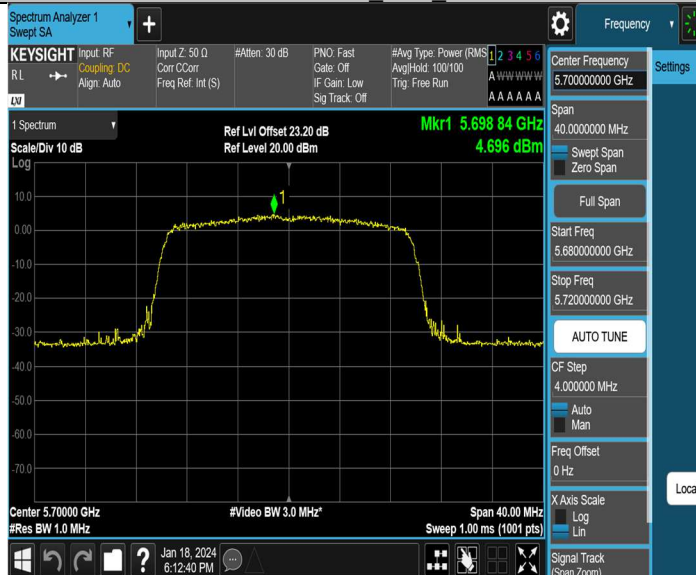 Spectrum Analyzer 1
Swept SA
+
Frequency
KEYSIGHT
RL
LXI
Input: RF
Coupling: DC
Align: Auto
Input Z: 50 Ω
Corr CCorr
Freq Ref: Int (S)
#Atten: 30 dB
PNO: Fast
Gate: Off
IF Gain: Low
Sig Track: Off
#Avg Type: Power (RMS
Avg|Hold: 100/100
Trig: Free Run
1 2 3 4 5 6
A W W W W W
A A A A A A
1 Spectrum
Scale/Div 10 dB
Log
Ref Lvl Offset 23.20 dB
Ref Level 20.00 dBm
Mkr1 5.698 84 GHz
4.696 dBm
1
10.0
0.00
-10.0
-20.0
-30.0
-40.0
-50.0
-60.0
-70.0
Center 5.70000 GHz
#Res BW 1.0 MHz
#Video BW 3.0 MHz*
Span 40.00 MHz
Sweep 1.00 ms (1001 pts)
?
Jan 18, 2024
6:12:40 PM
Center Frequency
5.700000000 GHz
Span
40.0000000 MHz
Swept Span
Zero Span
Full Span
Start Freq
5.680000000 GHz
Stop Freq
5.720000000 GHz
AUTO TUNE
CF Step
4.000000 MHz
Auto
Man
Freq Offset
0 Hz
X Axis Scale
Log
Lin
Signal Track
(Span Zoom)
Settings
Loca